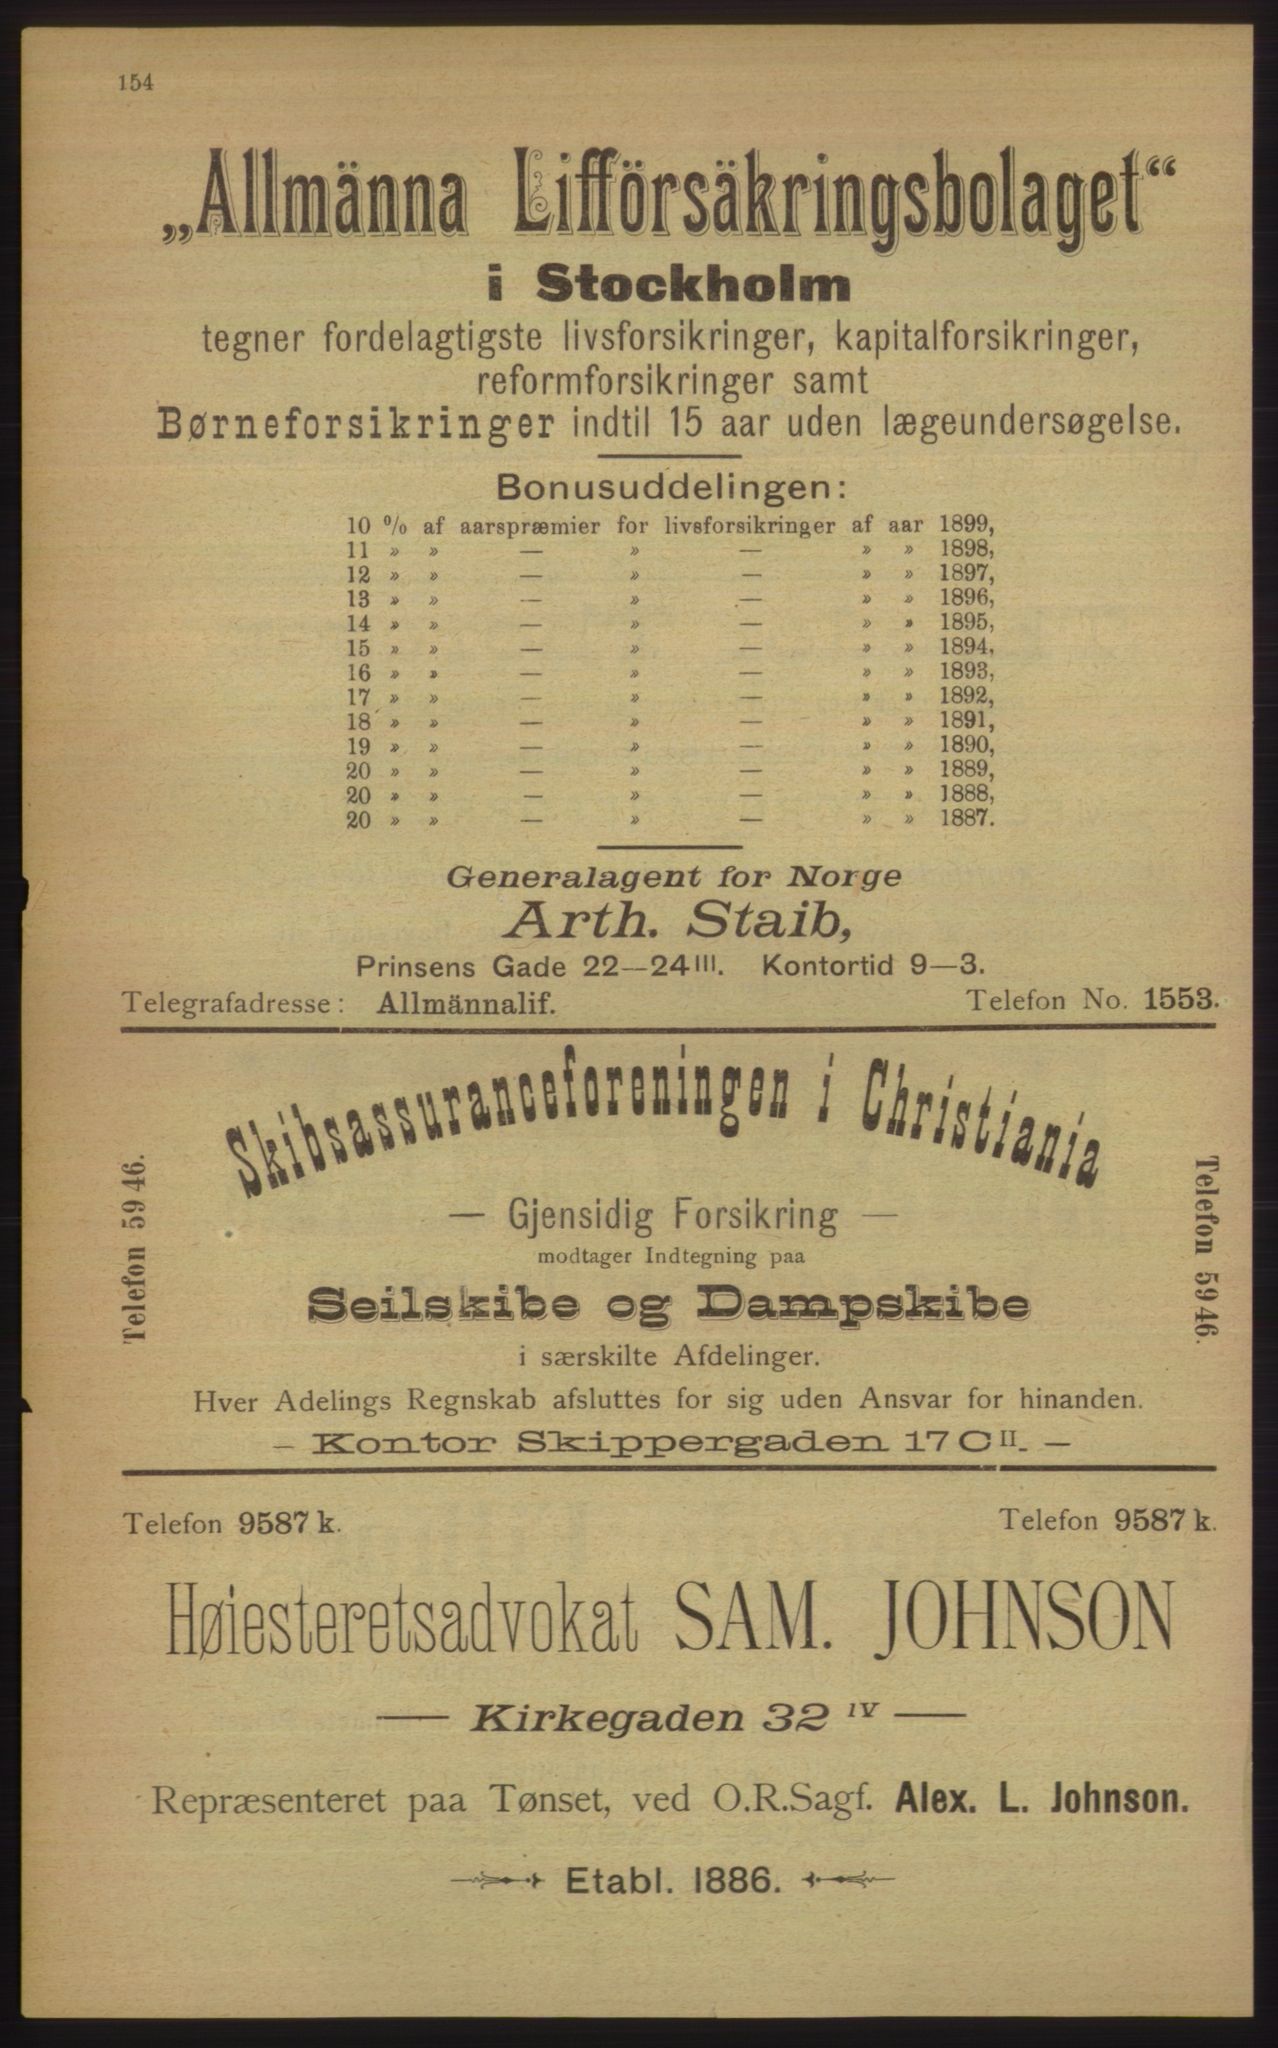 154
„Allmänna Lifförsäkringsbolaget“
i Stockholm
tegner fordelagtigste livsforsikringer, kapitalforsikringer,
reformforsikringer samt
Børneforsikringer indtil 15 aar uden lægeundersøgelse.
Bonusuddelingen:
10 % af aarspræmier for livsforsikringer af aar 1899,
11 » » — » — » » 1898,
12 » » — » — » » 1897,
13 » » — » — » » 1896,
14 » » — » — » » 1895,
15 » » — » — » » 1894,
16 » » — » — » » 1893,
17 » » — » — » » 1892,
18 » » — » — » » 1891,
19 » » — » — » » 1890,
20 » » — » — » » 1889,
20 » » — » — » » 1888,
20 » » — » — » » 1887.
Generalagent for Norge
Arth. Staib,
Prinsens Gade 22—24 III. Kontortid 9—3.
Telegrafadresse: Allmännalif. Telefon No. 1553.
Skibsassuranceforeningen i Christiania
Telefon 5946.
Telefon 5946.
— Gjensidig Forsikring —
modtager Indtegning paa
Seilskibe og Dampskibe
i særskilte Afdelinger.
Hver Adelings Regnskab afsluttes for sig uden Ansvar for hinanden.
— Kontor Skippergaden 17 C II. —
Telefon 9587 k. Telefon 9587 k.
Høiesteretsadvokat SAM. JOHNSON
— Kirkegaden 32 IV —
Repræsenteret paa Tønset, ved O.R.Sagf. Alex. L. Johnson.
Etabl. 1886.